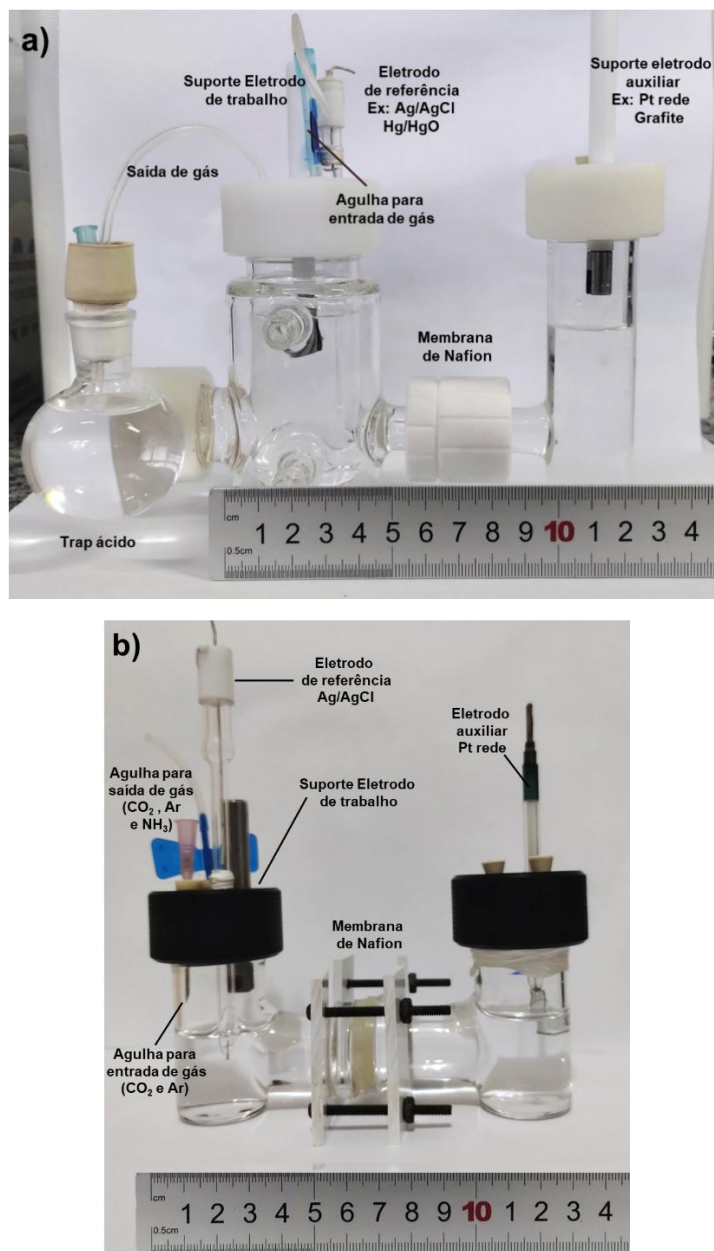 a)
Suporte Eletrodo
de trabalho
Eletrodo
de referência
Ex: Ag/AgCl
Hg/HgO
Suporte eletrodo
auxiliar
Ex: Pt rede
Grafite
Saída de gás
Agulha para
entrada de gás
Membrana
de Nafion
Trap ácido
cm
1 2 3 4 5 6 7 8 9 10 1 2 3 4
0.5cm
b)
Eletrodo
de referência
Ag/AgCl
Eletrodo
auxiliar
Pt rede
Agulha para
saída de gás
(CO₂ , Ar
e NH₃)
Suporte Eletrodo
de trabalho
Membrana
de Nafion
Agulha para
entrada de gás
(CO₂ e Ar)
cm
1 2 3 4 5 6 7 8 9 10 1 2 3 4
0.5cm